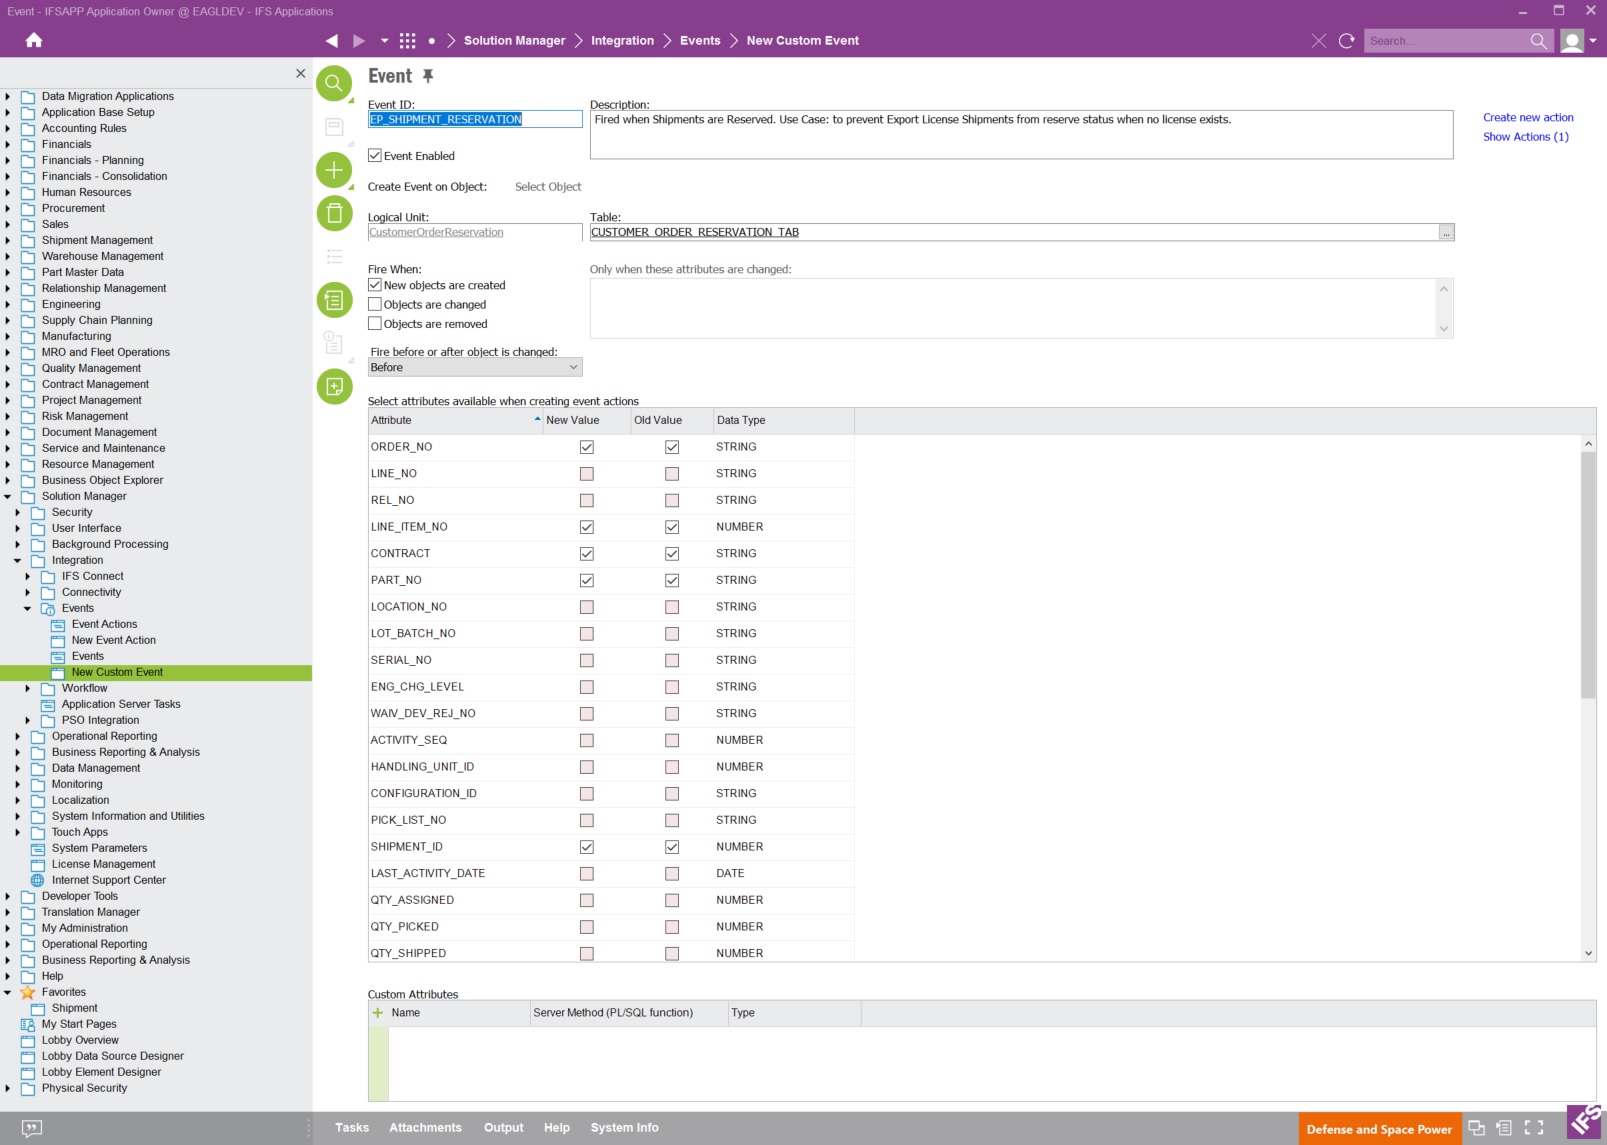 Event - IFSAPP Application Owner @ EAGLDEV - IFS Applications
Solution Manager
Integration
Events
New Custom Event
Search...
Data Migration Applications
Application Base Setup
Accounting Rules
Financials
Financials - Planning
Financials - Consolidation
Human Resources
Procurement
Sales
Shipment Management
Warehouse Management
Part Master Data
Relationship Management
Engineering
Supply Chain Planning
Manufacturing
MRO and Fleet Operations
Quality Management
Contract Management
Project Management
Risk Management
Document Management
Service and Maintenance
Resource Management
Business Object Explorer
Solution Manager
Security
User Interface
Background Processing
Integration
IFS Connect
Connectivity
Events
Event Actions
New Event Action
Events
New Custom Event
Workflow
Application Server Tasks
PSO Integration
Operational Reporting
Business Reporting & Analysis
Data Management
Monitoring
Localization
System Information and Utilities
Touch Apps
System Parameters
License Management
Internet Support Center
Developer Tools
Translation Manager
My Administration
Operational Reporting
Business Reporting & Analysis
Help
Favorites
Shipment
My Start Pages
Lobby Overview
Lobby Data Source Designer
Lobby Element Designer
Physical Security
Event
Event ID:
EP_SHIPMENT_RESERVATION
Description:
Fired when Shipments are Reserved. Use Case: to prevent Export License Shipments from reserve status when no license exists.
Create new action
Show Actions (1)
Event Enabled
Create Event on Object: Select Object
Logical Unit:
CustomerOrderReservation
Table:
CUSTOMER_ORDER_RESERVATION_TAB
...
Fire When:
New objects are created
Objects are changed
Objects are removed
Only when these attributes are changed:
Fire before or after object is changed:
Before
Select attributes available when creating event actions
Attribute New Value Old Value Data Type
ORDER_NO STRING
LINE_NO STRING
REL_NO STRING
LINE_ITEM_NO NUMBER
CONTRACT STRING
PART_NO STRING
LOCATION_NO STRING
LOT_BATCH_NO STRING
SERIAL_NO STRING
ENG_CHG_LEVEL STRING
WAIV_DEV_REJ_NO STRING
ACTIVITY_SEQ NUMBER
HANDLING_UNIT_ID NUMBER
CONFIGURATION_ID STRING
PICK_LIST_NO STRING
SHIPMENT_ID NUMBER
LAST_ACTIVITY_DATE DATE
QTY_ASSIGNED NUMBER
QTY_PICKED NUMBER
QTY_SHIPPED NUMBER
Custom Attributes
Name Server Method (PL/SQL function) Type
Tasks Attachments Output Help System Info
Defense and Space Power
IFS